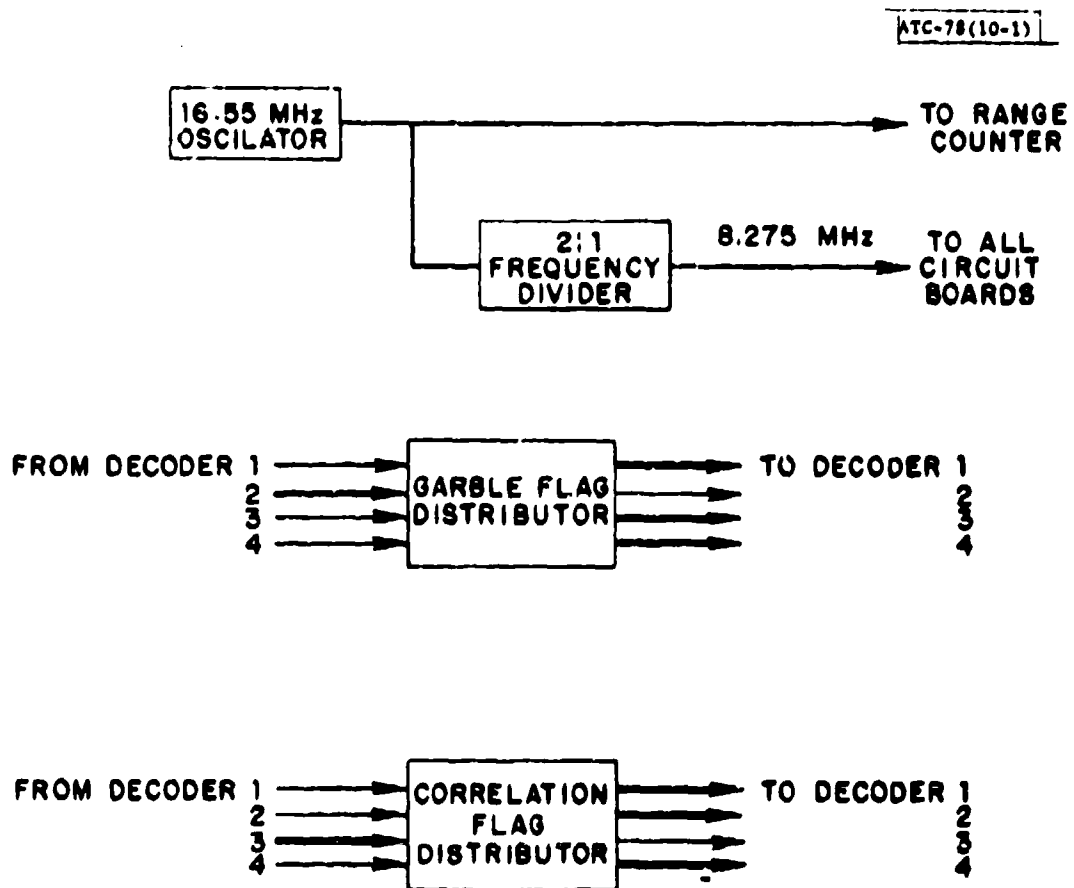 ATC-78(10-1)
16.55 MHz
OSCILATOR
TO RANGE
COUNTER
2:1
FREQUENCY
DIVIDER
8.275 MHz
TO ALL
CIRCUIT
BOARDS
FROM DECODER 1
2
3
4
GARBLE FLAG
DISTRIBUTOR
TO DECODER 1
2
3
4
FROM DECODER 1
2
3
4
CORRELATION
FLAG
DISTRIBUTOR
TO DECODER 1
2
3
4